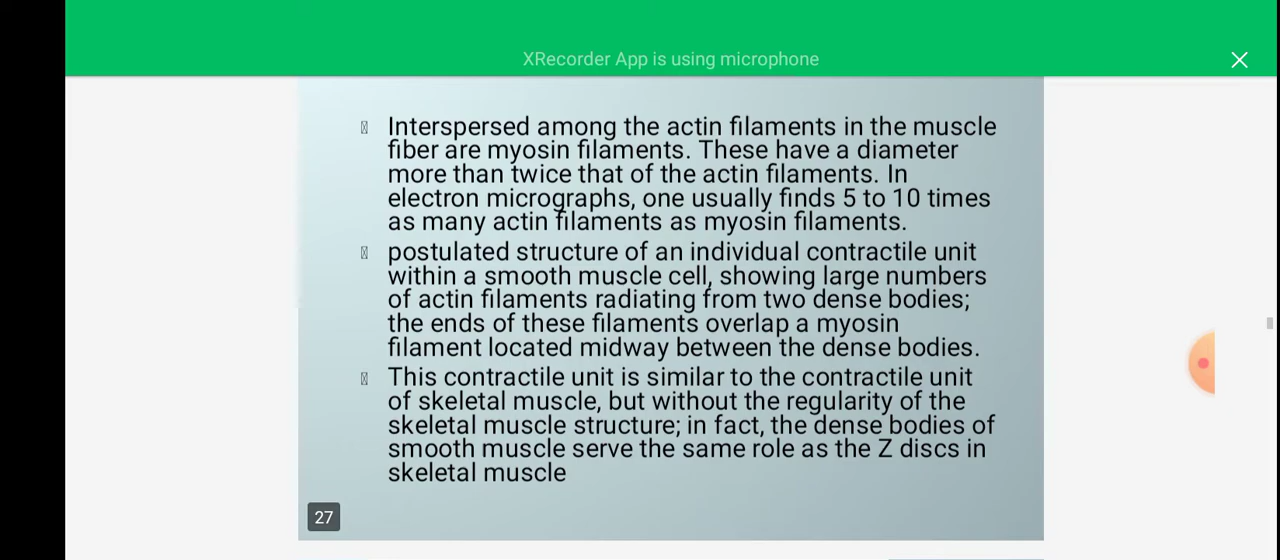 XRecorder App is using microphone
Interspersed among the actin filaments in the muscle
fiber are myosin filaments. These have a diameter
more than twice that of the actin filaments. In
electron micrographs, one usually finds 5 to 10 times
as many actin filaments as myosin filaments.
postulated structure of an individual contractile unit
within a smooth muscle cell, showing large numbers
of actin filaments radiating from two dense bodies;
the ends of these filaments overlap a myosin
filament located midway between the dense bodies.
This contractile unit is similar to the contractile unit
of skeletal muscle, but without the regularity of the
skeletal muscle structure; in fact, the dense bodies of
smooth muscle serve the same role as the Z discs in
skeletal muscle
27